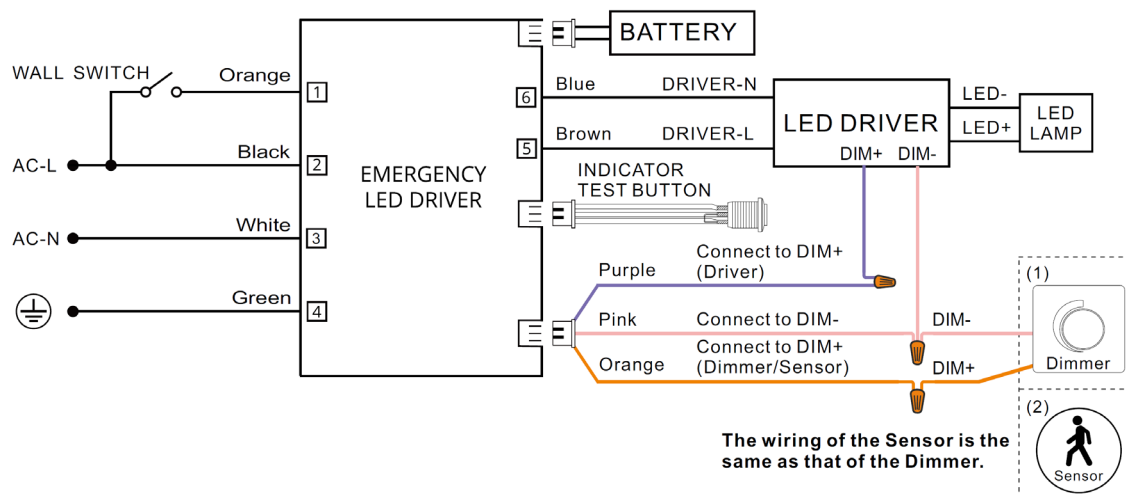 BATTERY
WALL SWITCH
Orange
1
6
Blue
DRIVER-N
LED DRIVER
DIM+
DIM-
LED-
LED+
LED
LAMP
5
Brown
DRIVER-L
AC-L
Black
2
EMERGENCY
LED DRIVER
INDICATOR
TEST BUTTON
AC-N
White
3
Green
4
Purple
Connect to DIM+
(Driver)
Pink
Connect to DIM-
DIM-
Orange
Connect to DIM+
(Dimmer/Sensor)
DIM+
(1)
Dimmer
(2)
Sensor
The wiring of the Sensor is the
same as that of the Dimmer.